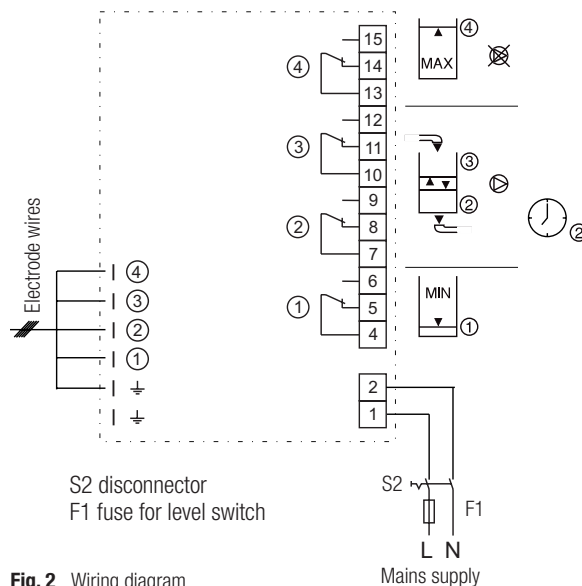 15
④ 14 MAX ④
13
12
③ 11
10 ③
9 ②
② 8 ②
7
6
① 5 MIN
4 ①
Electrode wires
④
③
②
①
2
1
S2 disconnector
F1 fuse for level switch
S2
F1
L N
Mains supply
Fig. 2 Wiring diagram